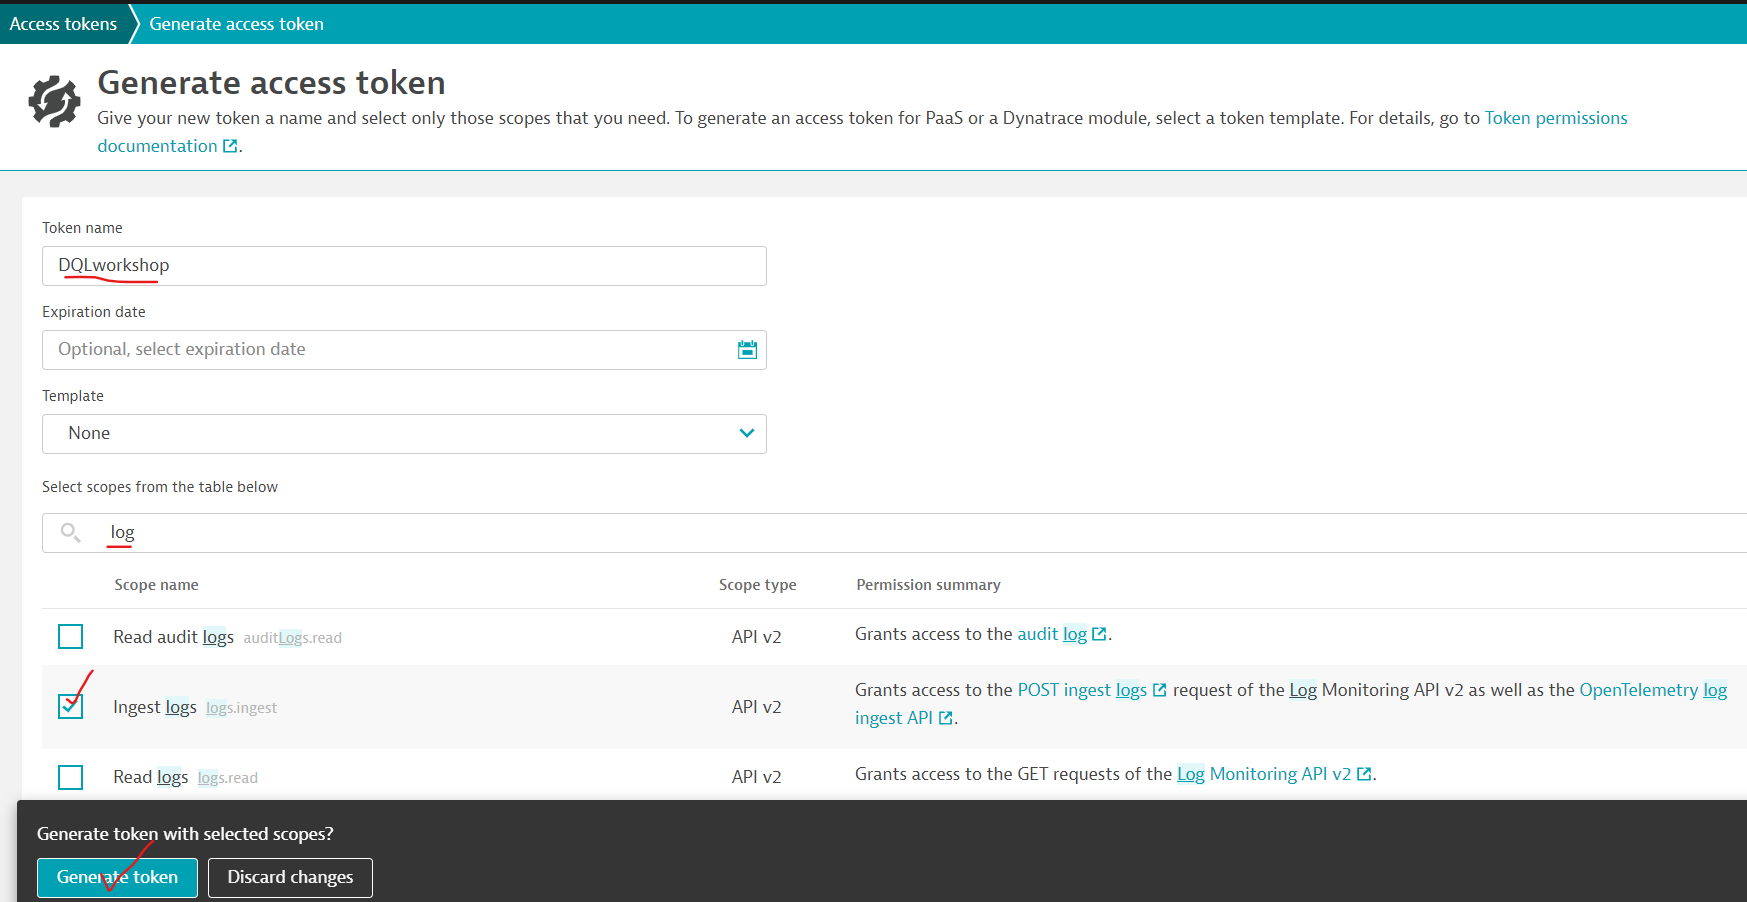 Access tokens Generate access token
Generate access token
Give your new token a name and select only those scopes that you need. To generate an access token for PaaS or a Dynatrace module, select a token template. For details, go to Token permissions
documentation.
Token name
DQLworkshop
Expiration date
Optional, select expiration date
Template
None
Select scopes from the table below
log
Scope name Scope type Permission summary
Read audit logs auditLogs.read API v2 Grants access to the audit log.
Ingest logs logs.ingest API v2 Grants access to the POST ingest logs request of the Log Monitoring API v2 as well as the OpenTelemetry log
ingest API.
Read logs logs.read API v2 Grants access to the GET requests of the Log Monitoring API v2.
Generate token with selected scopes?
Generate token Discard changes